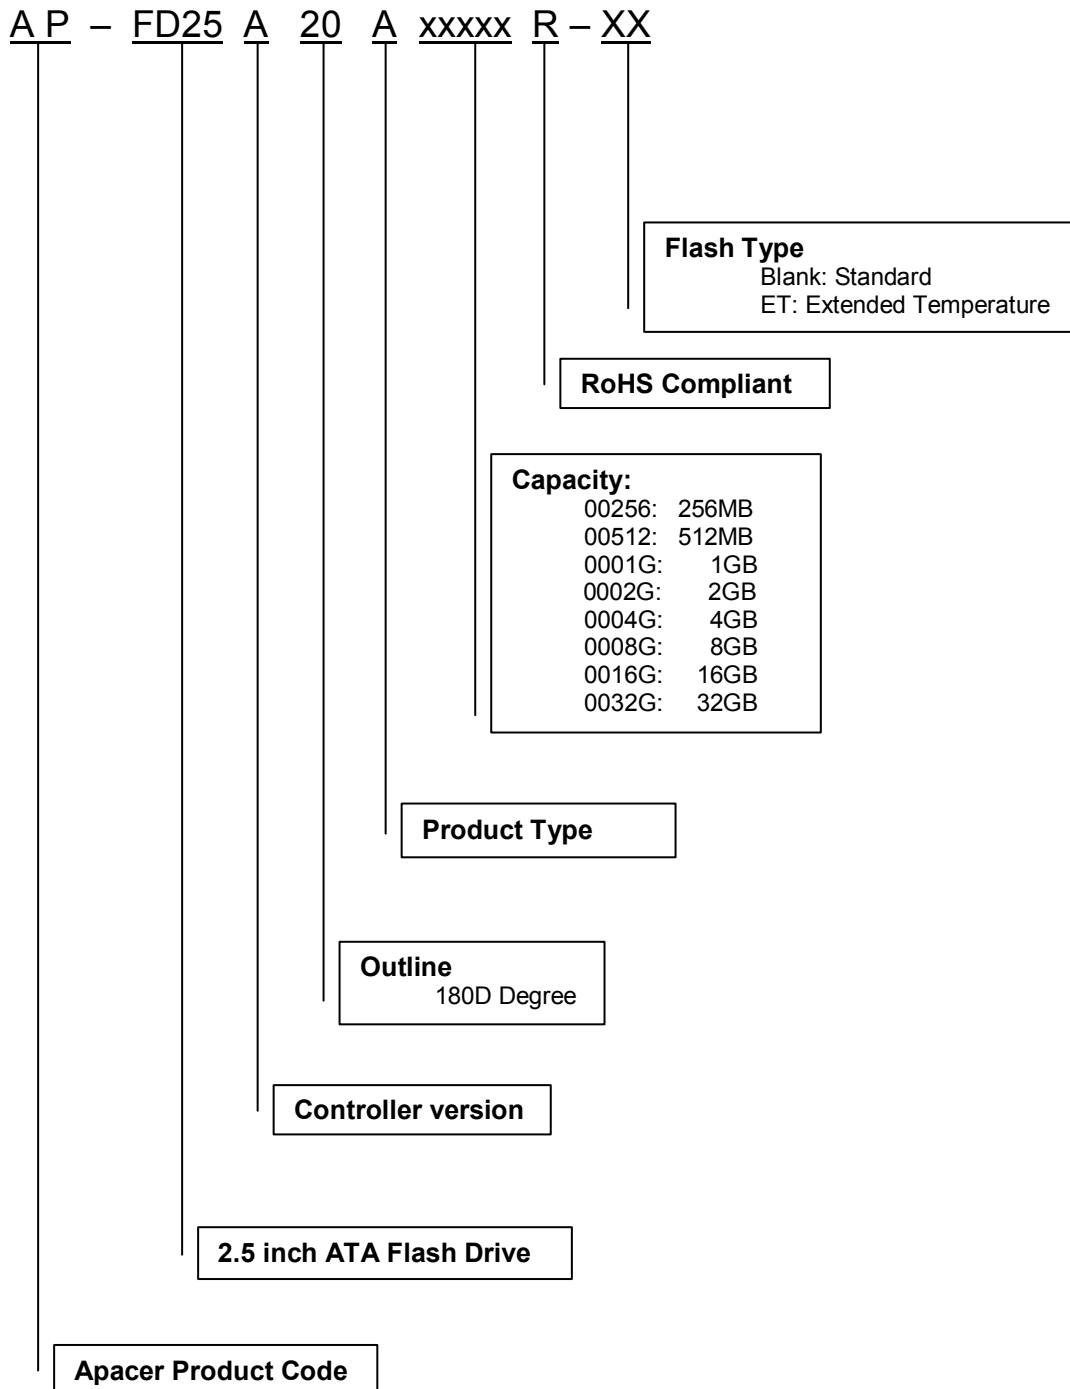 A P – FD25 A 20 A xxxxx R – XX
Flash Type
Blank: Standard
ET: Extended Temperature
RoHS Compliant
Capacity:
00256: 256MB
00512: 512MB
0001G: 1GB
0002G: 2GB
0004G: 4GB
0008G: 8GB
0016G: 16GB
0032G: 32GB
Product Type
Outline
180D Degree
Controller version
2.5 inch ATA Flash Drive
Apacer Product Code